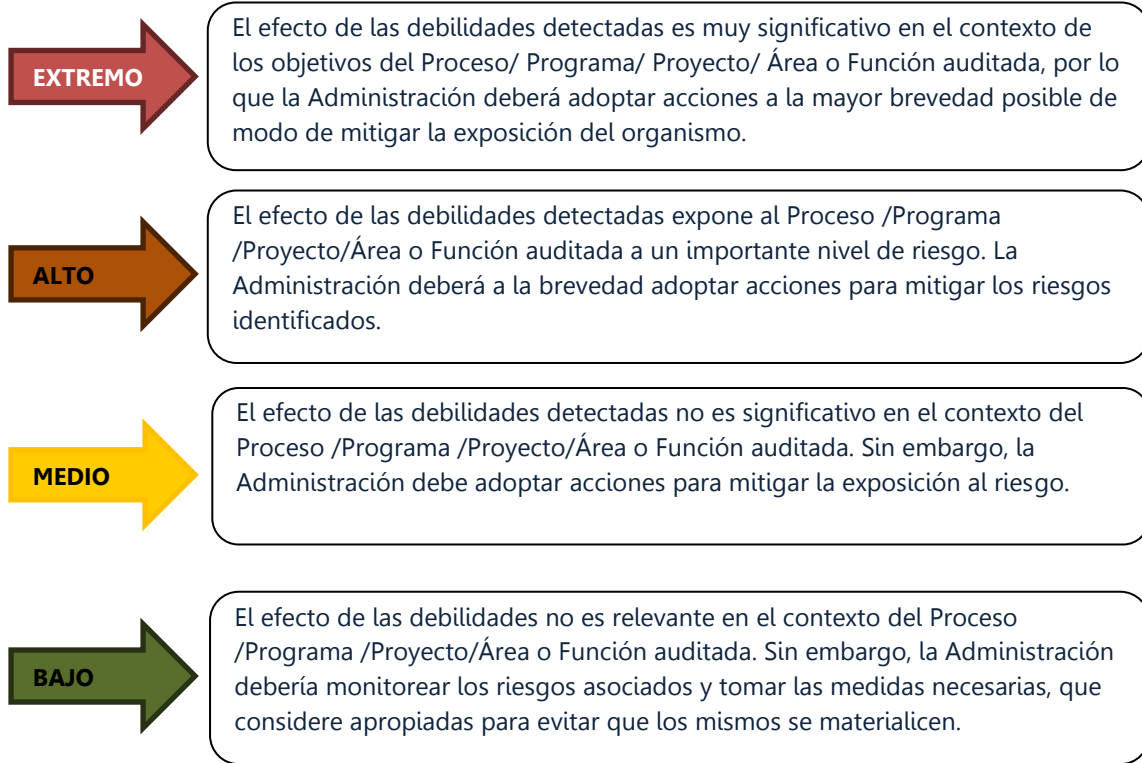 EXTREMO
El efecto de las debilidades detectadas es muy significativo en el contexto de
los objetivos del Proceso/ Programa/ Proyecto/ Área o Función auditada, por lo
que la Administración deberá adoptar acciones a la mayor brevedad posible de
modo de mitigar la exposición del organismo.
ALTO
El efecto de las debilidades detectadas expone al Proceso /Programa
/Proyecto/Área o Función auditada a un importante nivel de riesgo. La
Administración deberá a la brevedad adoptar acciones para mitigar los riesgos
identificados.
MEDIO
El efecto de las debilidades detectadas no es significativo en el contexto del
Proceso /Programa /Proyecto/Área o Función auditada. Sin embargo, la
Administración debe adoptar acciones para mitigar la exposición al riesgo.
BAJO
El efecto de las debilidades no es relevante en el contexto del Proceso
/Programa /Proyecto/Área o Función auditada. Sin embargo, la Administración
debería monitorear los riesgos asociados y tomar las medidas necesarias, que
considere apropiadas para evitar que los mismos se materialicen.